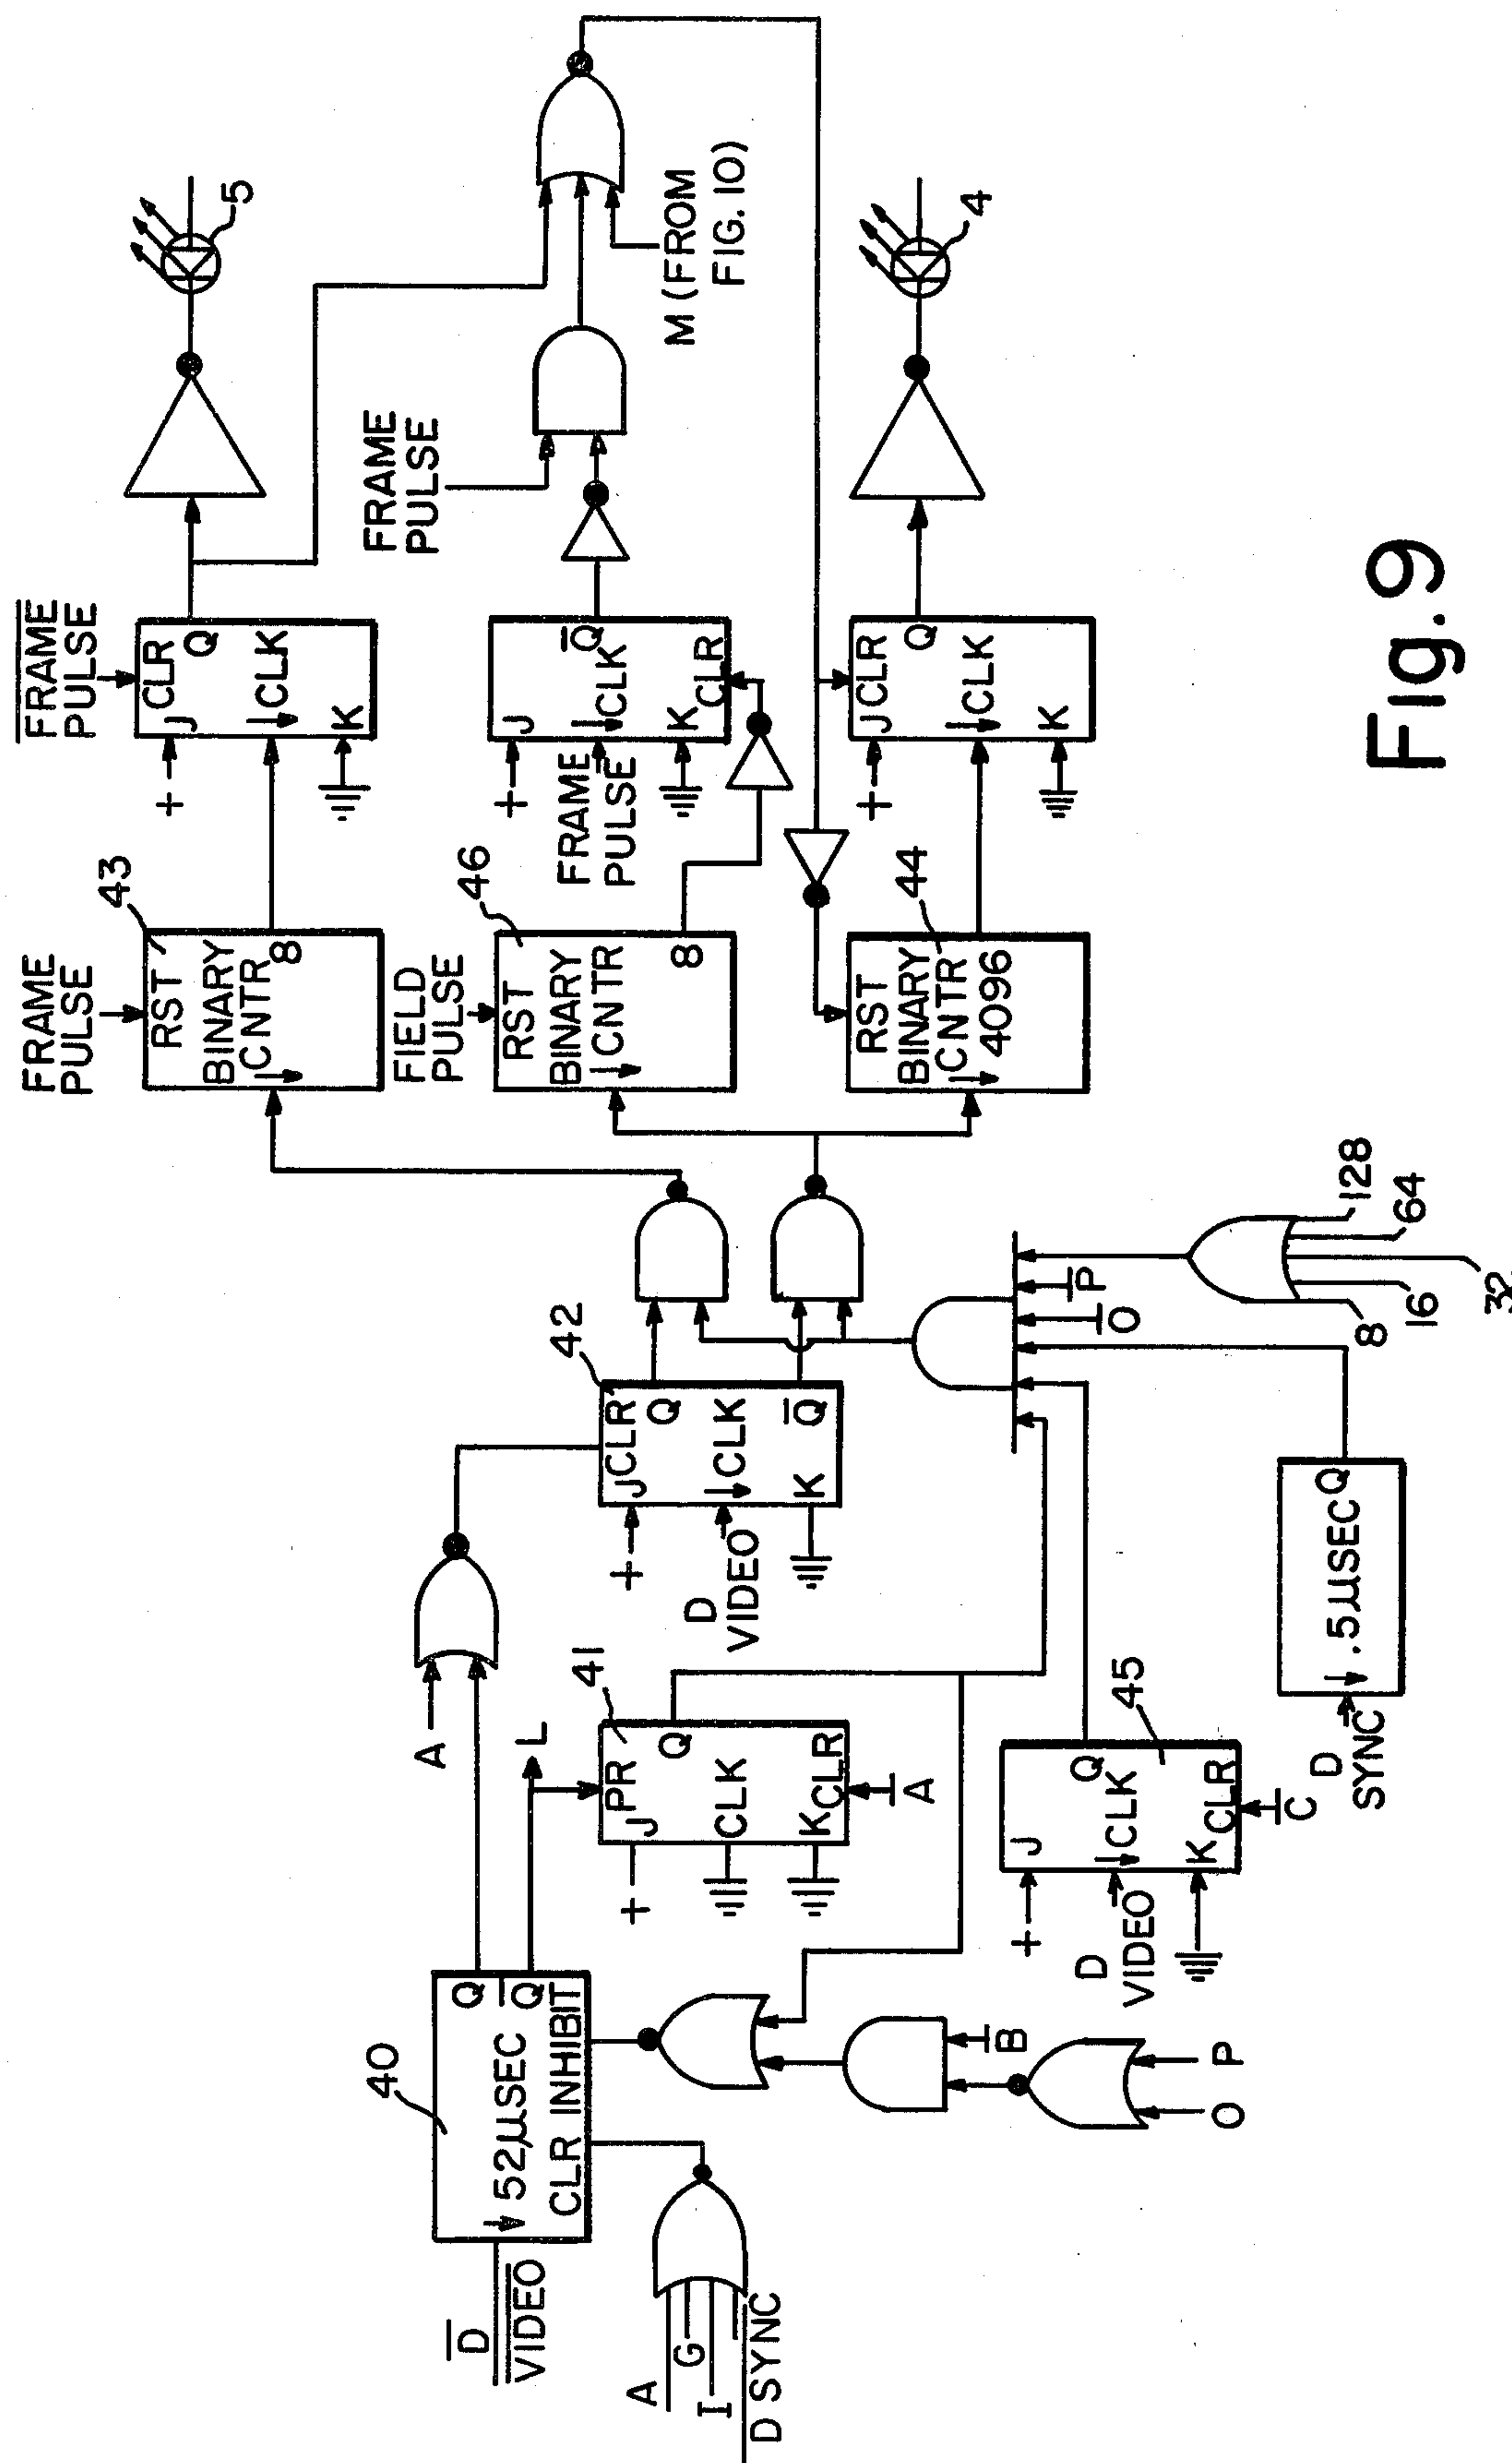 FRAME
PULSE
FRAME
PULSE
43
RST
BINARY
CNTR
↓
8
J
CLR
Q
↓CLK
K
+
5
FIELD
PULSE
46
RST
BINARY
↓CNTR
8
+
FRAME
PULSE
J
Q
↓CLK
K
CLR
FRAME
PULSE
M (FROM
FIG. 10)
44
RST
BINARY
↓CNTR
4096
+
J
CLR
Q
↓CLK
K
4
A
42
J
CLR
Q
↓CLK
K
Q
+
D
VIDEO
40
↓ 52μSEC
Q
Q
CLR INHIBIT
D
VIDEO
L
A
G
I
D SYNC
41
PR
J
Q
CLK
K
CLR
+
A
B
O
P
45
J
Q
↓CLK
K
CLR
+
D
VIDEO
C
D
SYNC
↓ .5μSEC
Q
O
P
8
16
32
64
128
Fig. 9